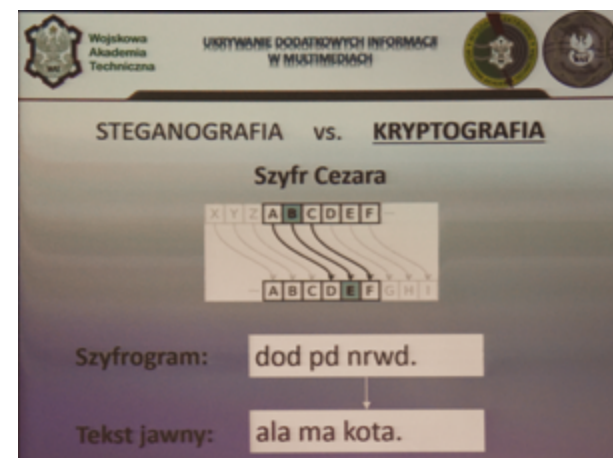 Wojskowa
Akademia
Techniczna
UKRYWANIE DODATKOWYCH INFORMACJI
W MULTIMEDIACH
STEGANOGRAFIA vs. KRYPTOGRAFIA
Szyfr Cezara
X Y Z A B C D E F
A B C D E F G H I
Szyfrogram: dod pd nrwd.
Tekst jawny: ala ma kota.